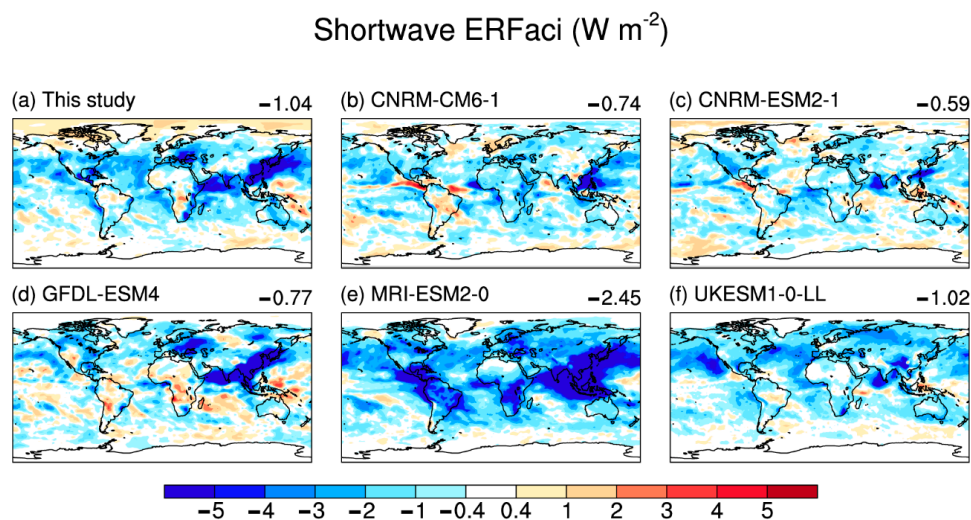 Shortwave ERFaci (W m⁻²)
(a) This study −1.04
(b) CNRM-CM6-1 −0.74
(c) CNRM-ESM2-1 −0.59
(d) GFDL-ESM4 −0.77
(e) MRI-ESM2-0 −2.45
(f) UKESM1-0-LL −1.02
−5 −4 −3 −2 −1 −0.4 0.4 1 2 3 4 5